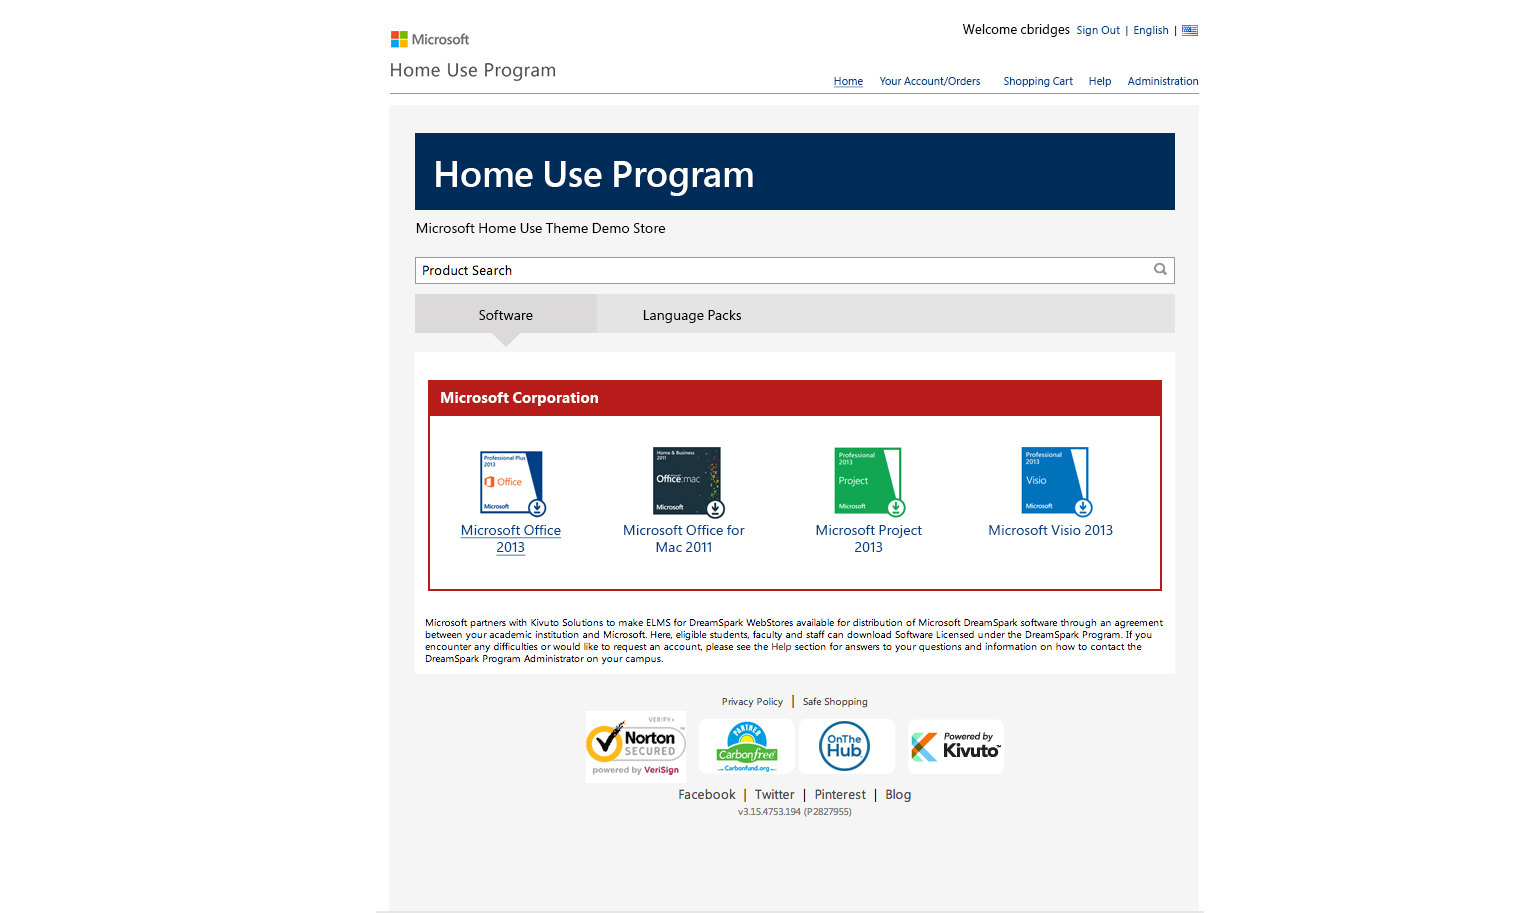 Welcome cbridges Sign Out | English |
Microsoft
Home Use Program
Home Your Account/Orders Shopping Cart Help Administration
Home Use Program
Microsoft Home Use Theme Demo Store
Product Search
Software Language Packs
Microsoft Corporation
Professional Plus
2013
Office
Microsoft
Microsoft Office
2013
Home & Business
2011
Office:mac
Microsoft
Microsoft Office for
Mac 2011
Professional
2013
Project
Microsoft
Microsoft Project
2013
Professional
2013
Visio
Microsoft
Microsoft Visio 2013
Microsoft partners with Kivuto Solutions to make ELMS for DreamSpark WebStores available for distribution of Microsoft DreamSpark software through an agreement
between your academic institution and Microsoft. Here, eligible students, faculty and staff can download Software Licensed under the DreamSpark Program. If you
encounter any difficulties or would like to request an account, please see the Help section for answers to your questions and information on how to contact the
DreamSpark Program Administrator on your campus.
Privacy Policy | Safe Shopping
VERIFY
Norton
SECURED
powered by VeriSign
PARTNER
Carbonfree
Carbonfund.org
OnThe
Hub
Powered by
Kivuto™
Facebook | Twitter | Pinterest | Blog
v3.15.4753.194 (P2827955)